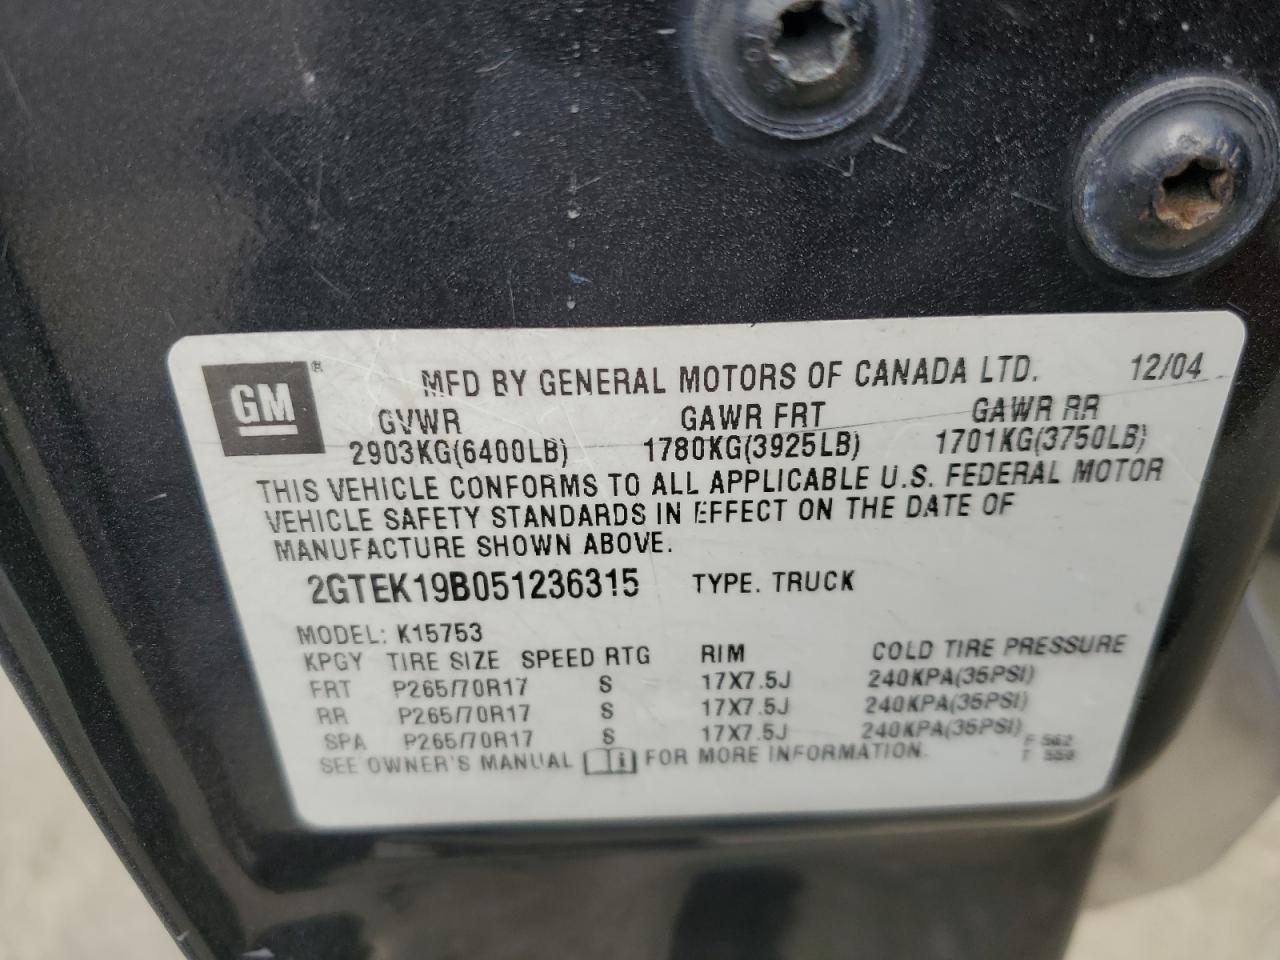 GM®
MFD BY GENERAL MOTORS OF CANADA LTD. 12/04
GVWR GAWR FRT GAWR RR
2903KG(6400LB) 1780KG(3925LB) 1701KG(3750LB)
THIS VEHICLE CONFORMS TO ALL APPLICABLE U.S. FEDERAL MOTOR
VEHICLE SAFETY STANDARDS IN EFFECT ON THE DATE OF
MANUFACTURE SHOWN ABOVE.
2GTEK19B051236315 TYPE. TRUCK
MODEL: K15753
KPGY TIRE SIZE SPEED RTG RIM COLD TIRE PRESSURE
FRT P265/70R17 S 17X7.5J 240KPA(35PSI)
RR P265/70R17 S 17X7.5J 240KPA(35PSI)
SPA P265/70R17 S 17X7.5J 240KPA(35PSI)
SEE OWNER'S MANUAL i FOR MORE INFORMATION.
F 562
T 550